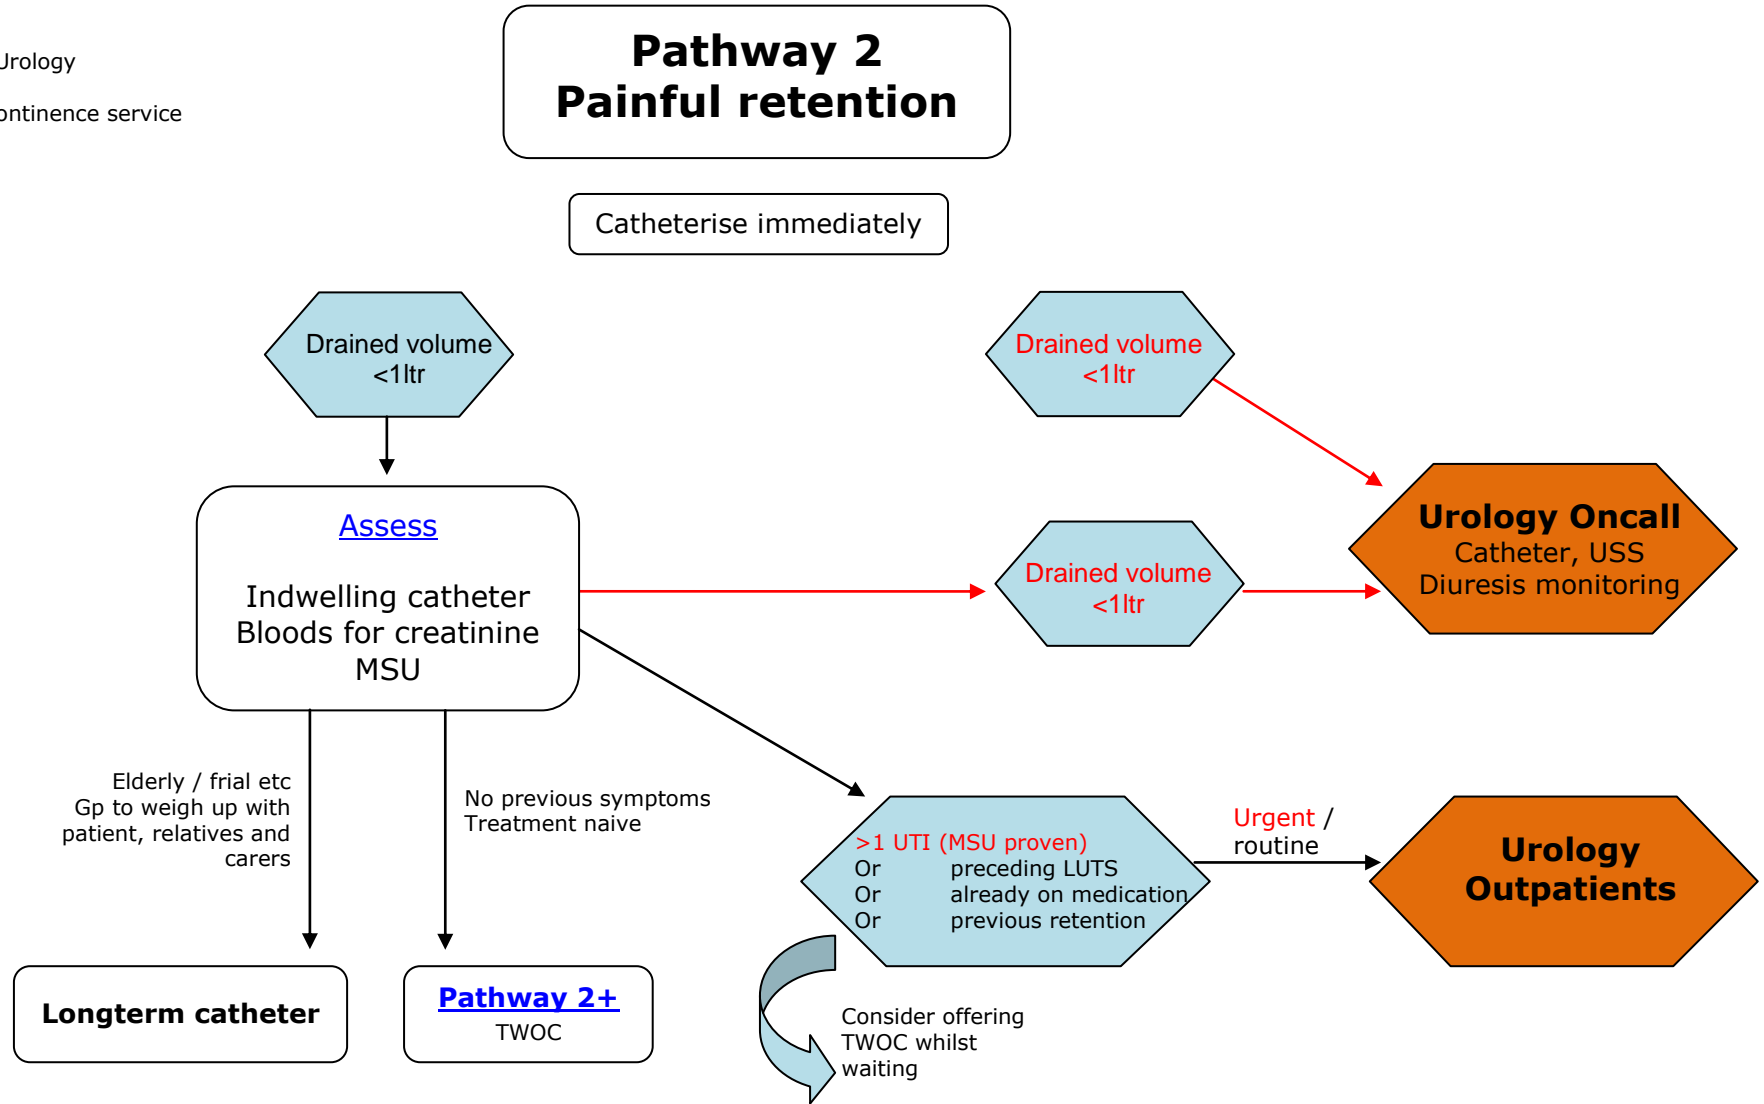 Urology
ontinence service
Pathway 2
Painful retention
Catheterise immediately
Drained volume
<1ltr
Drained volume
<1ltr
Assess
Indwelling catheter
Bloods for creatinine
MSU
Drained volume
<1ltr
Urology Oncall
Catheter, USS
Diuresis monitoring
Elderly / frial etc
Gp to weigh up with
patient, relatives and
carers
No previous symptoms
Treatment naive
>1 UTI (MSU proven)
Or preceding LUTS
Or already on medication
Or previous retention
Urgent /
routine
Urology
Outpatients
Longterm catheter
Pathway 2+
TWOC
Consider offering
TWOC whilst
waiting